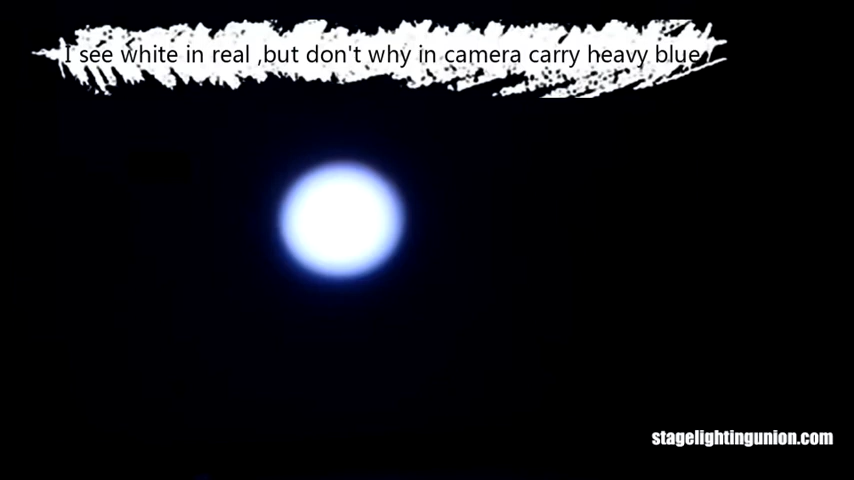 I see white in real ,but don't why in camera carry heavy blue
stagelightingunion.com